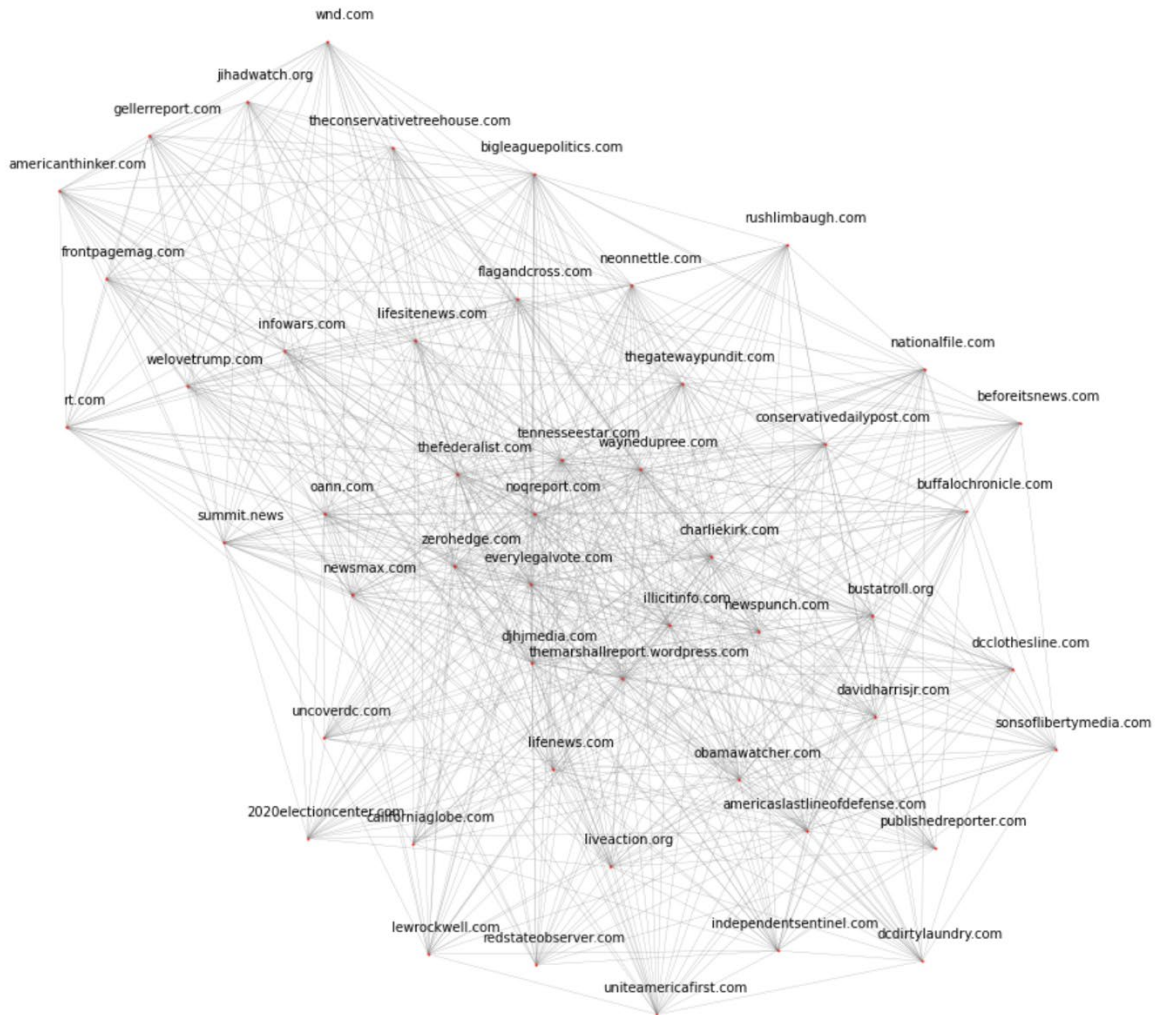 wnd.com
jihadwatch.org
gellerreport.com
theconservativetreehouse.com
bigleaguepolitics.com
americanthinker.com
rushlimbaugh.com
frontpagemag.com
neonnettle.com
flagandcross.com
lifesitenews.com
infowars.com
nationalfile.com
welovetrump.com
thegatewaypundit.com
rt.com
beforeitsnews.com
conservativedailypost.com
tennesseestar.com
waynedupree.com
thefederalist.com
oann.com
noqreport.com
buffalochronicle.com
summit.news
charliekirk.com
zerohedge.com
everylegalvote.com
newsmax.com
bustatroll.org
illicitinfo.com
newspunch.com
djhjmedia.com
dcclothesline.com
themarshallreport.wordpress.com
davidharrisjr.com
uncoverdc.com
sonsoflibertymedia.com
lifenews.com
obamawatcher.com
americaslastlineofdefense.com
2020electioncenter.com
californiaglobe.com
publishedreporter.com
liveaction.org
independentsentinel.com
lewrockwell.com
dcdirtylaundry.com
redstateobserver.com
uniteamericafirst.com